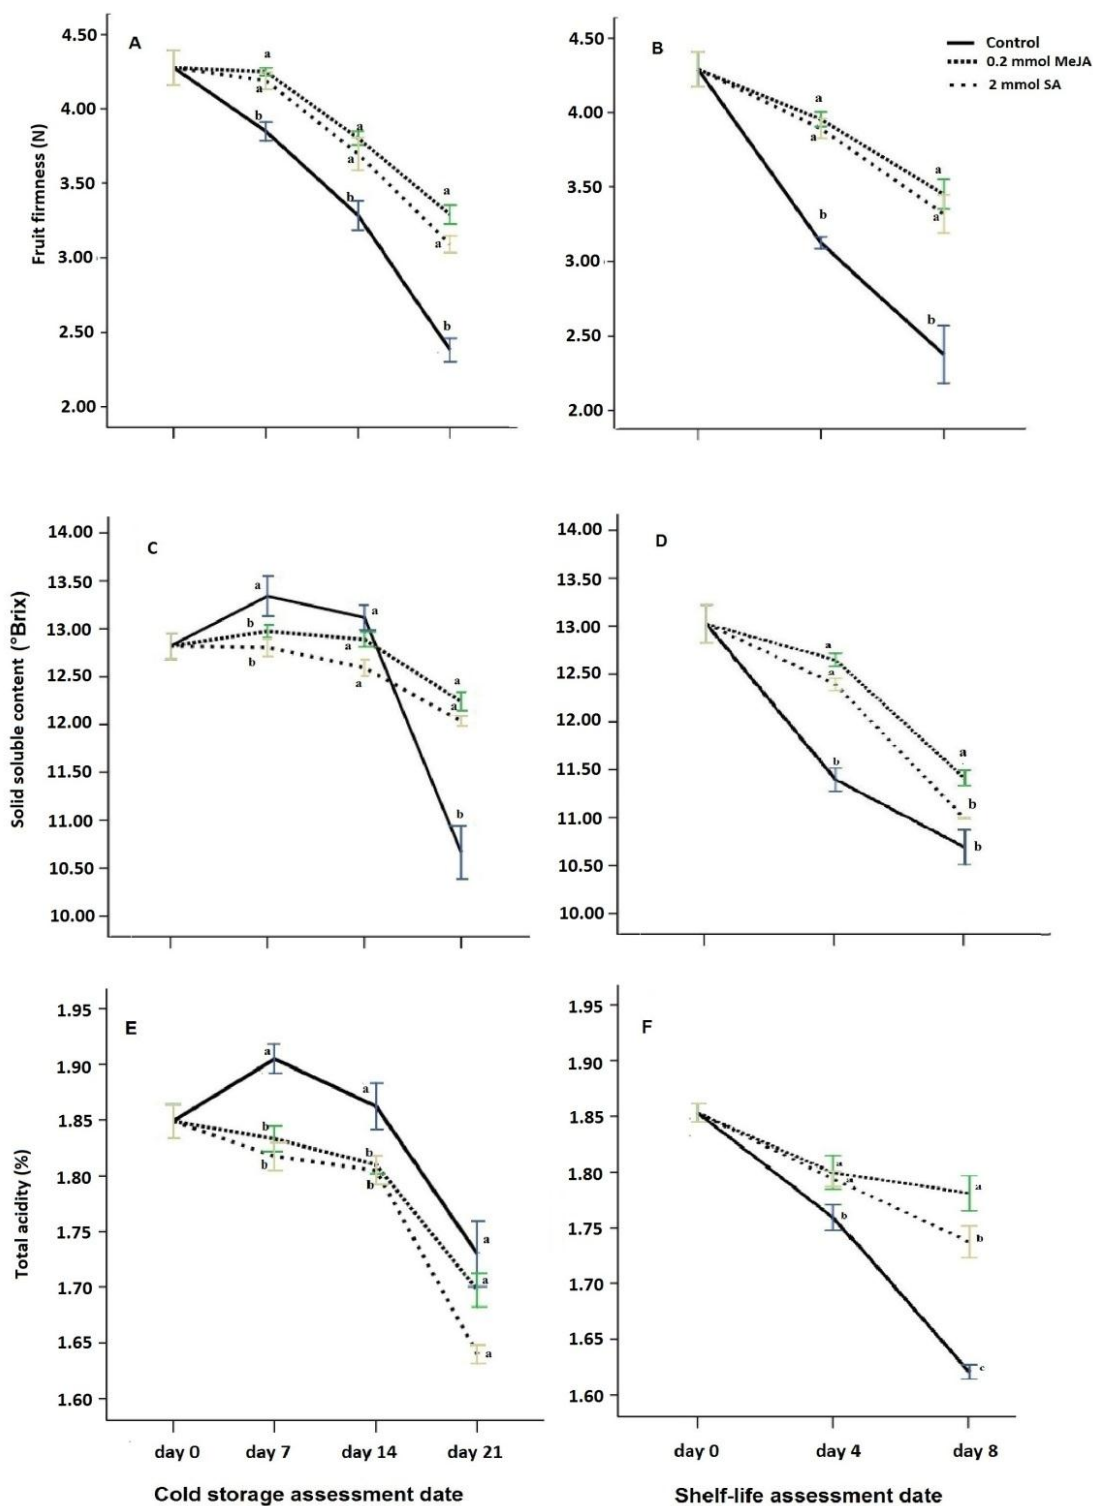 A
4.50
4.00
3.50
3.00
2.50
2.00
Fruit firmness (N)
a
a
b
a
a
b
a
a
b
B
4.50
4.00
3.50
3.00
2.50
2.00
a
a
b
a
a
b
Control
0.2 mmol MeJA
2 mmol SA
C
14.00
13.50
13.00
12.50
12.00
11.50
11.00
10.50
10.00
Solid soluble content (°Brix)
a
b
b
a
a
a
a
a
b
D
14.00
13.50
13.00
12.50
12.00
11.50
11.00
10.50
10.00
a
a
b
a
b
b
E
1.95
1.90
1.85
1.80
1.75
1.70
1.65
1.60
Total acidity (%)
a
b
b
a
b
b
a
a
a
day 0 day 7 day 14 day 21
Cold storage assessment date
F
1.95
1.90
1.85
1.80
1.75
1.70
1.65
1.60
a
a
b
a
b
c
day 0 day 4 day 8
Shelf-life assessment date